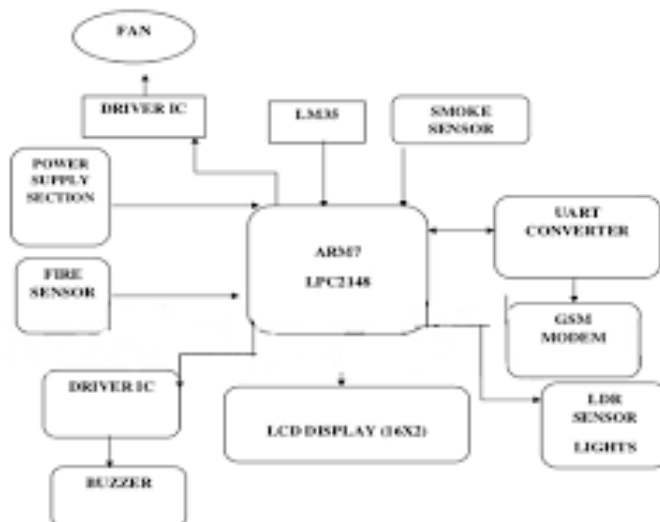 FAN
DRIVER IC
LM35
SMOKE
SENSOR
POWER
SUPPLY
SECTION
UART
CONVERTER
ARM7
LPC2148
FIRE
SENSOR
GSM
MODEM
DRIVER IC
LCD DISPLAY (16X2)
LDR
SENSOR
LIGHTS
BUZZER